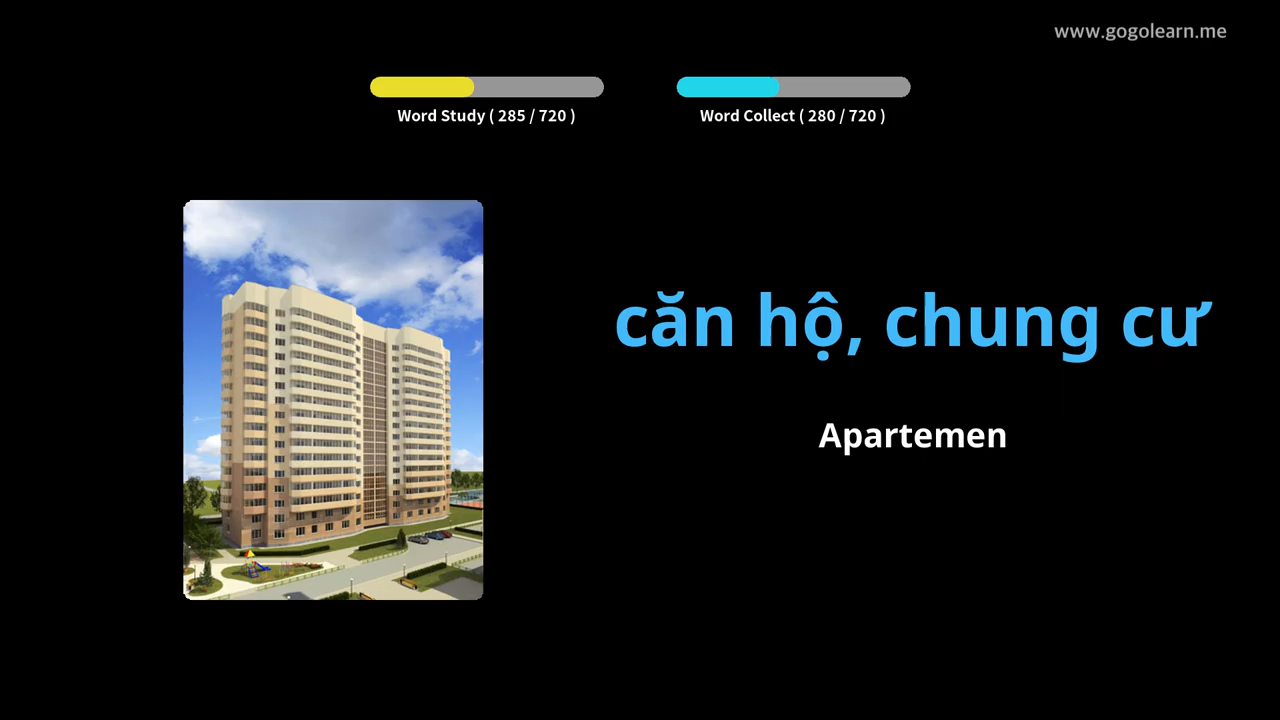 www.gogolearn.me
Word Study ( 285 / 720 )
Word Collect ( 280 / 720 )
căn hộ, chung cư
Apartemen